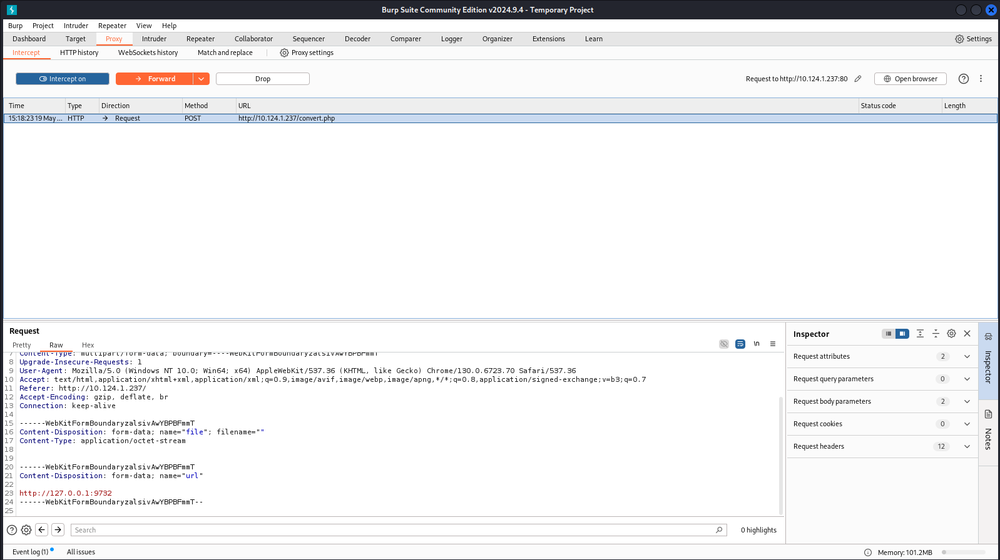 Burp Suite Community Edition v2024.9.4 - Temporary Project
Burp Project Intruder Repeater View Help
Dashboard Target Proxy Intruder Repeater Collaborator Sequencer Decoder Comparer Logger Organizer Extensions Learn Settings
Intercept HTTP history WebSockets history Match and replace Proxy settings
Intercept on Forward Drop Request to http://10.124.1.237:80 Open browser
Time Type Direction Method URL Status code Length
15:18:23 19 May ... HTTP Request POST http://10.124.1.237/convert.php
Request
Pretty Raw Hex \n
7 Content-Type: multipart/form-data; boundary=----WebKitFormBoundaryzalsivAwYBPBFmmT
8 Upgrade-Insecure-Requests: 1
9 User-Agent: Mozilla/5.0 (Windows NT 10.0; Win64; x64) AppleWebKit/537.36 (KHTML, like Gecko) Chrome/130.0.6723.70 Safari/537.36
10 Accept: text/html,application/xhtml+xml,application/xml;q=0.9,image/avif,image/webp,image/apng,*/*;q=0.8,application/signed-exchange;v=b3;q=0.7
11 Referer: http://10.124.1.237/
12 Accept-Encoding: gzip, deflate, br
13 Connection: keep-alive
14
15 ------WebKitFormBoundaryzalsivAwYBPBFmmT
16 Content-Disposition: form-data; name="file"; filename=""
17 Content-Type: application/octet-stream
18
19
20 ------WebKitFormBoundaryzalsivAwYBPBFmmT
21 Content-Disposition: form-data; name="url"
22
23 http://127.0.0.1:9732
24 ------WebKitFormBoundaryzalsivAwYBPBFmmT--
25
Search 0 highlights
Inspector
Request attributes 2
Request query parameters 0
Request body parameters 2
Request cookies 0
Request headers 12
Inspector
Notes
Event log (1) All issues Memory: 101.2MB